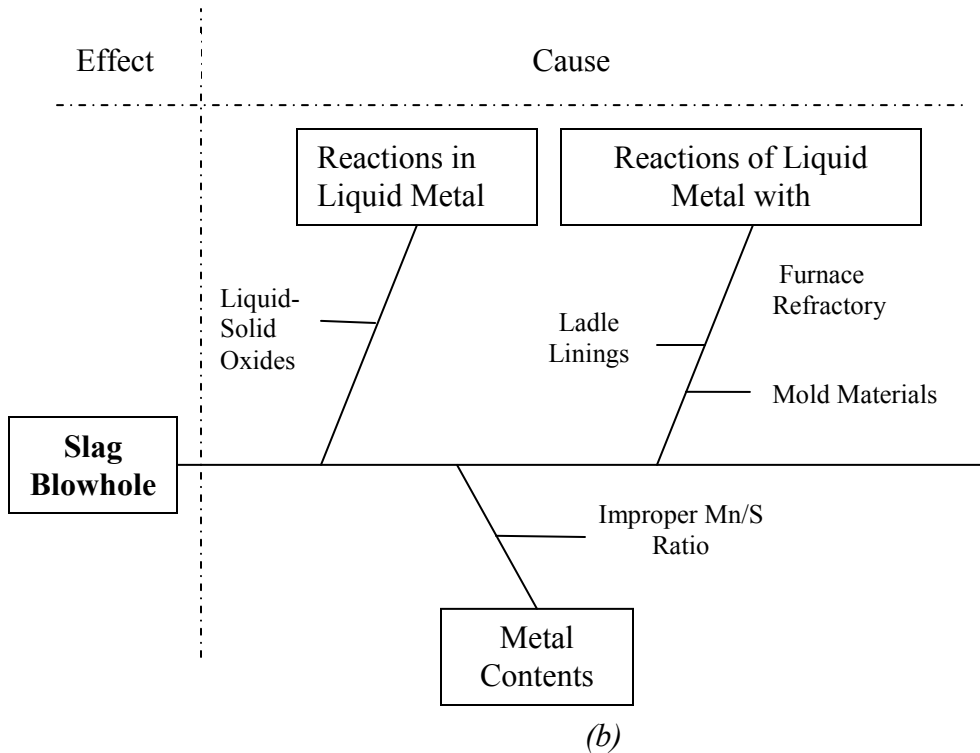 Effect
Cause
Reactions in
Liquid Metal
Reactions of Liquid
Metal with
Liquid-
Solid
Oxides
Ladle
Linings
Furnace
Refractory
Mold Materials
Slag
Blowhole
Improper Mn/S
Ratio
Metal
Contents
(b)